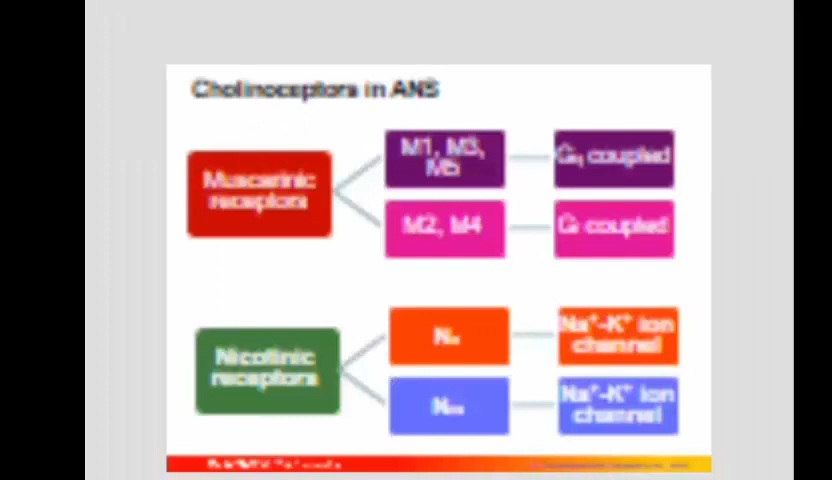 Cholinoceptors in ANS
Muscarinic
receptors
M1, M3,
M5
Gq coupled
M2, M4
Gi coupled
Nicotinic
receptors
Na⁺-K⁺ ion
channel
Na⁺-K⁺ ion
channel